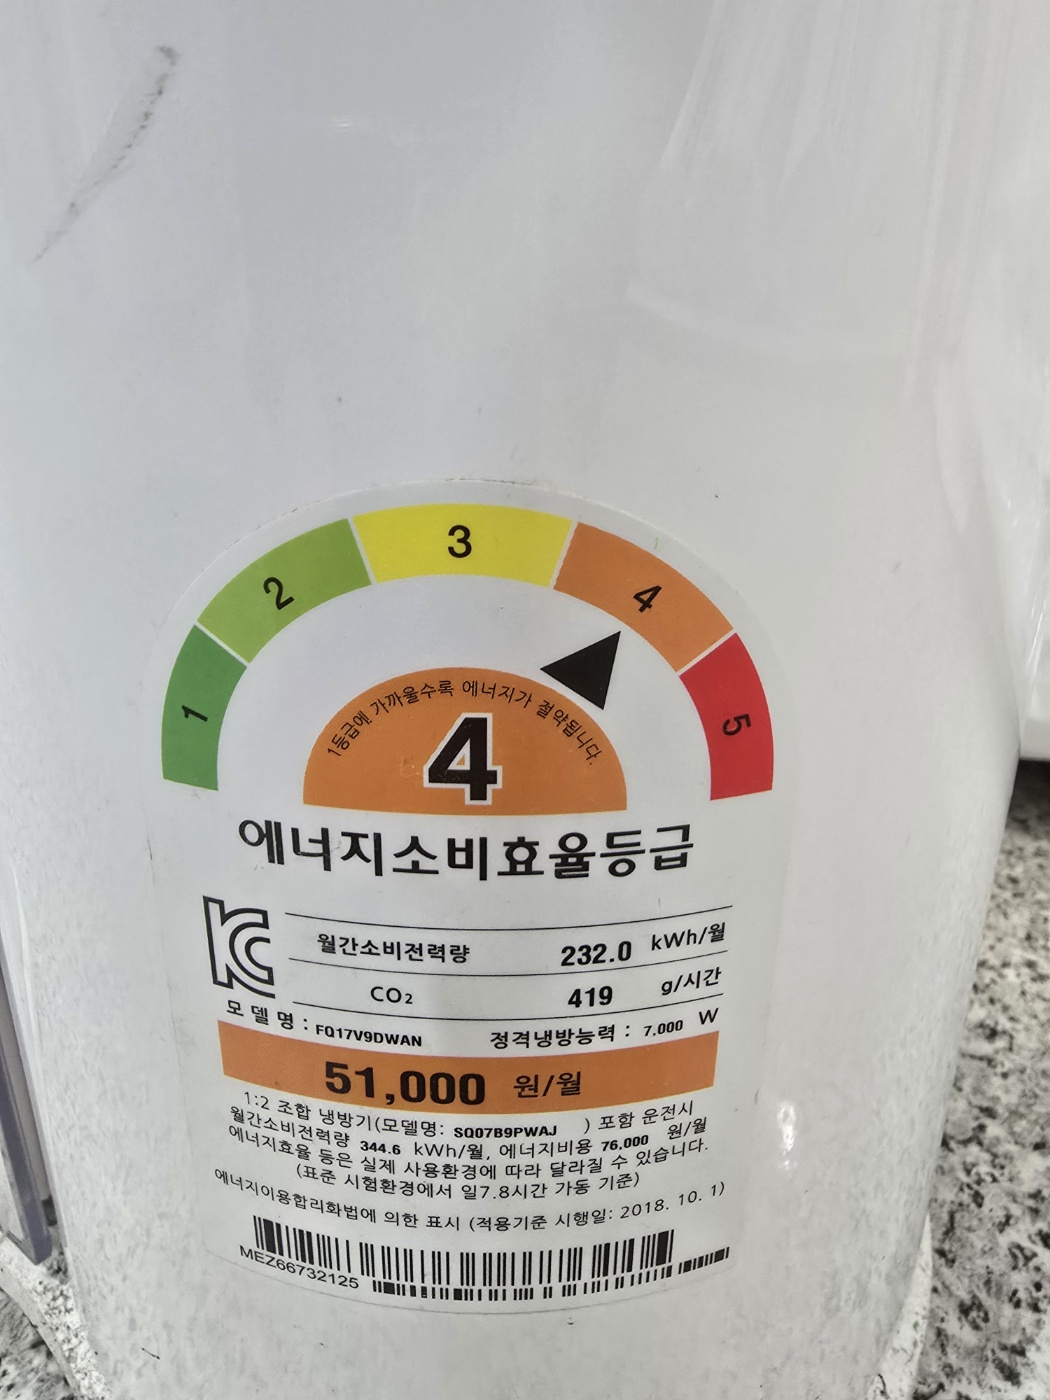 1 2 3 4 5
1등급에 가까울수록 에너지가 절약됩니다.
4
에너지소비효율등급
KC
월간소비전력량 232.0 kWh/월
CO₂ 419 g/시간
모델명 : FQ17V9DWAN 정격냉방능력 : 7,000 W
51,000 원/월
1:2 조합 냉방기(모델명: SQ07B9PWAJ ) 포함 운전시
월간소비전력량 344.6 kWh/월, 에너지비용 76,000 원/월
에너지효율 등은 실제 사용환경에 따라 달라질 수 있습니다.
(표준 시험환경에서 일7.8시간 가동 기준)
에너지이용합리화법에 의한 표시 (적용기준 시행일: 2018. 10. 1)
MEZ66732125